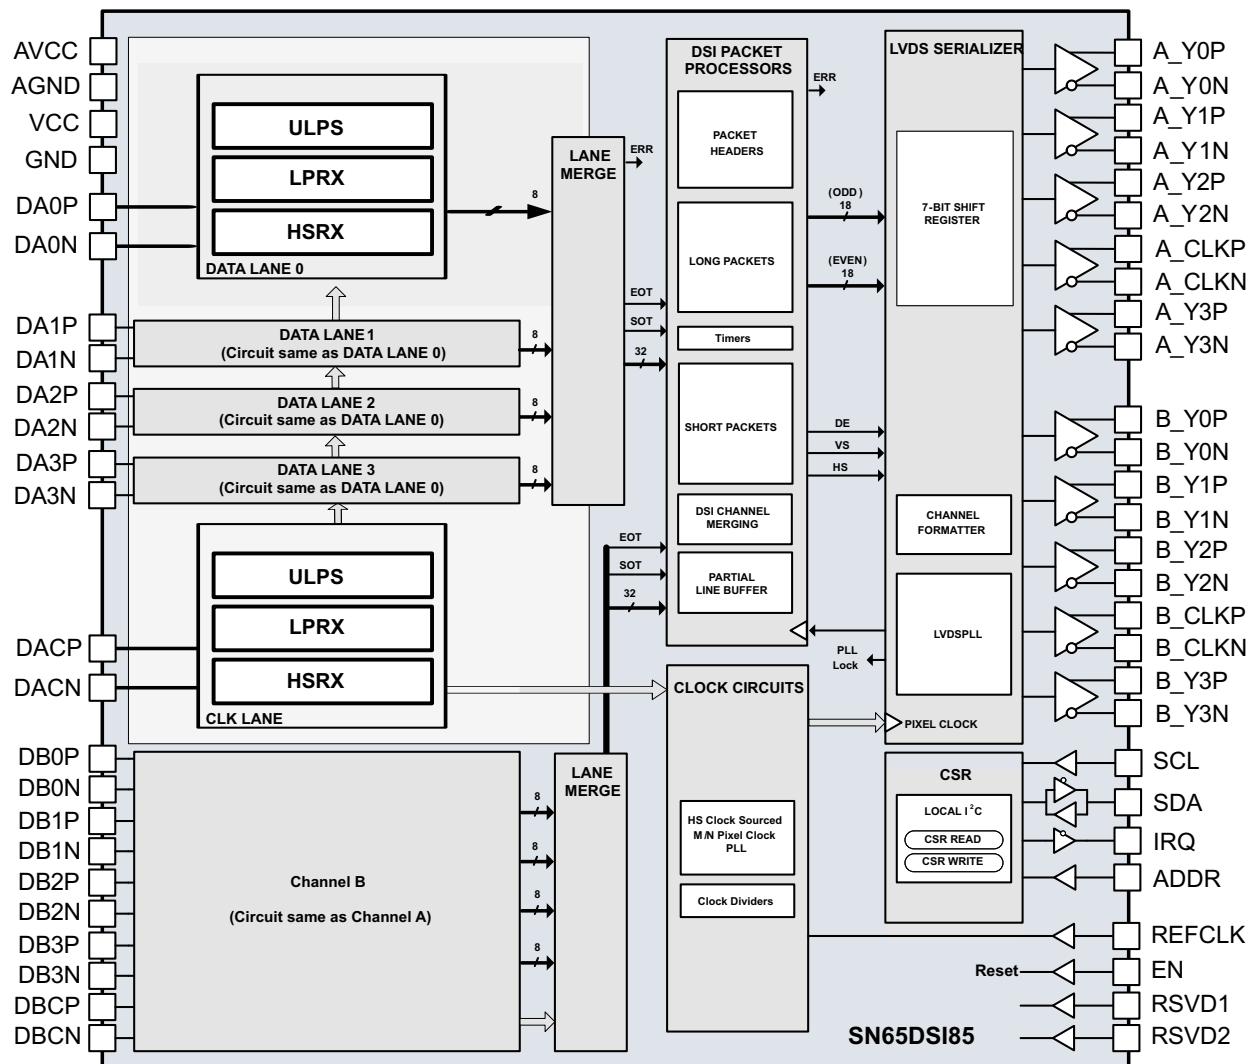 AVCC
AGND
VCC
GND
DA0P
DA0N
DA1P
DA1N
DA2P
DA2N
DA3P
DA3N
DACP
DACN
DB0P
DB0N
DB1P
DB1N
DB2P
DB2N
DB3P
DB3N
DBCP
DBCN
ULPS
LPRX
HSRX
DATA LANE 0
8
DATA LANE 1
(Circuit same as DATA LANE 0)
8
DATA LANE 2
(Circuit same as DATA LANE 0)
8
DATA LANE 3
(Circuit same as DATA LANE 0)
8
ULPS
LPRX
HSRX
CLK LANE
Channel B
(Circuit same as Channel A)
8
8
8
8
LANE
MERGE
ERR
EOT
SOT
32
LANE
MERGE
EOT
SOT
32
DSI PACKET
PROCESSORS
PACKET
HEADERS
LONG PACKETS
Timers
SHORT PACKETS
DSI CHANNEL
MERGING
PARTIAL
LINE BUFFER
ERR
(ODD)
18
(EVEN)
18
DE
VS
HS
PLL
Lock
CLOCK CIRCUITS
HS Clock Sourced
M/N Pixel Clock
PLL
Clock Dividers
LVDS SERIALIZER
7-BIT SHIFT
REGISTER
CHANNEL
FORMATTER
LVDSPLL
PIXEL CLOCK
CSR
LOCAL I²C
CSR READ
CSR WRITE
Reset
SN65DSI85
A_Y0P
A_Y0N
A_Y1P
A_Y1N
A_Y2P
A_Y2N
A_CLKP
A_CLKN
A_Y3P
A_Y3N
B_Y0P
B_Y0N
B_Y1P
B_Y1N
B_Y2P
B_Y2N
B_CLKP
B_CLKN
B_Y3P
B_Y3N
SCL
SDA
IRQ
ADDR
REFCLK
EN
RSVD1
RSVD2